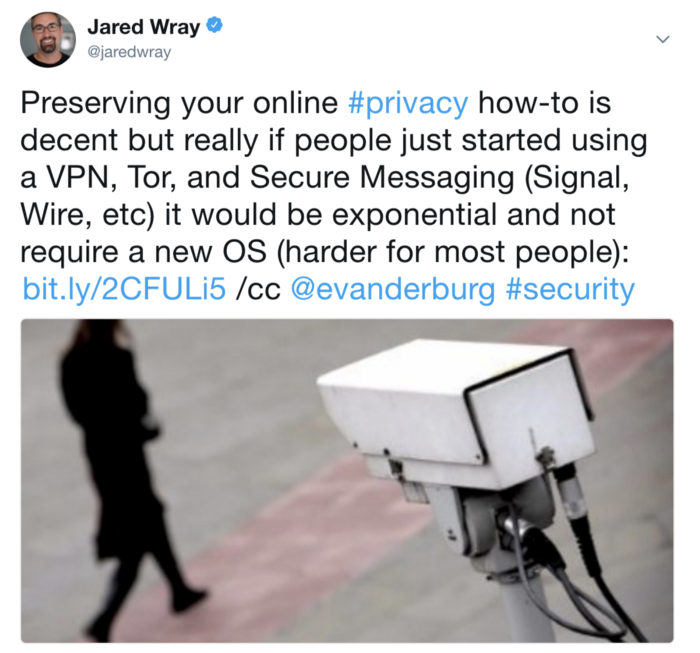 Jared Wray
@jaredwray
Preserving your online #privacy how-to is
decent but really if people just started using
a VPN, Tor, and Secure Messaging (Signal,
Wire, etc) it would be exponential and not
require a new OS (harder for most people):
bit.ly/2CFULi5 /cc @evanderburg #security